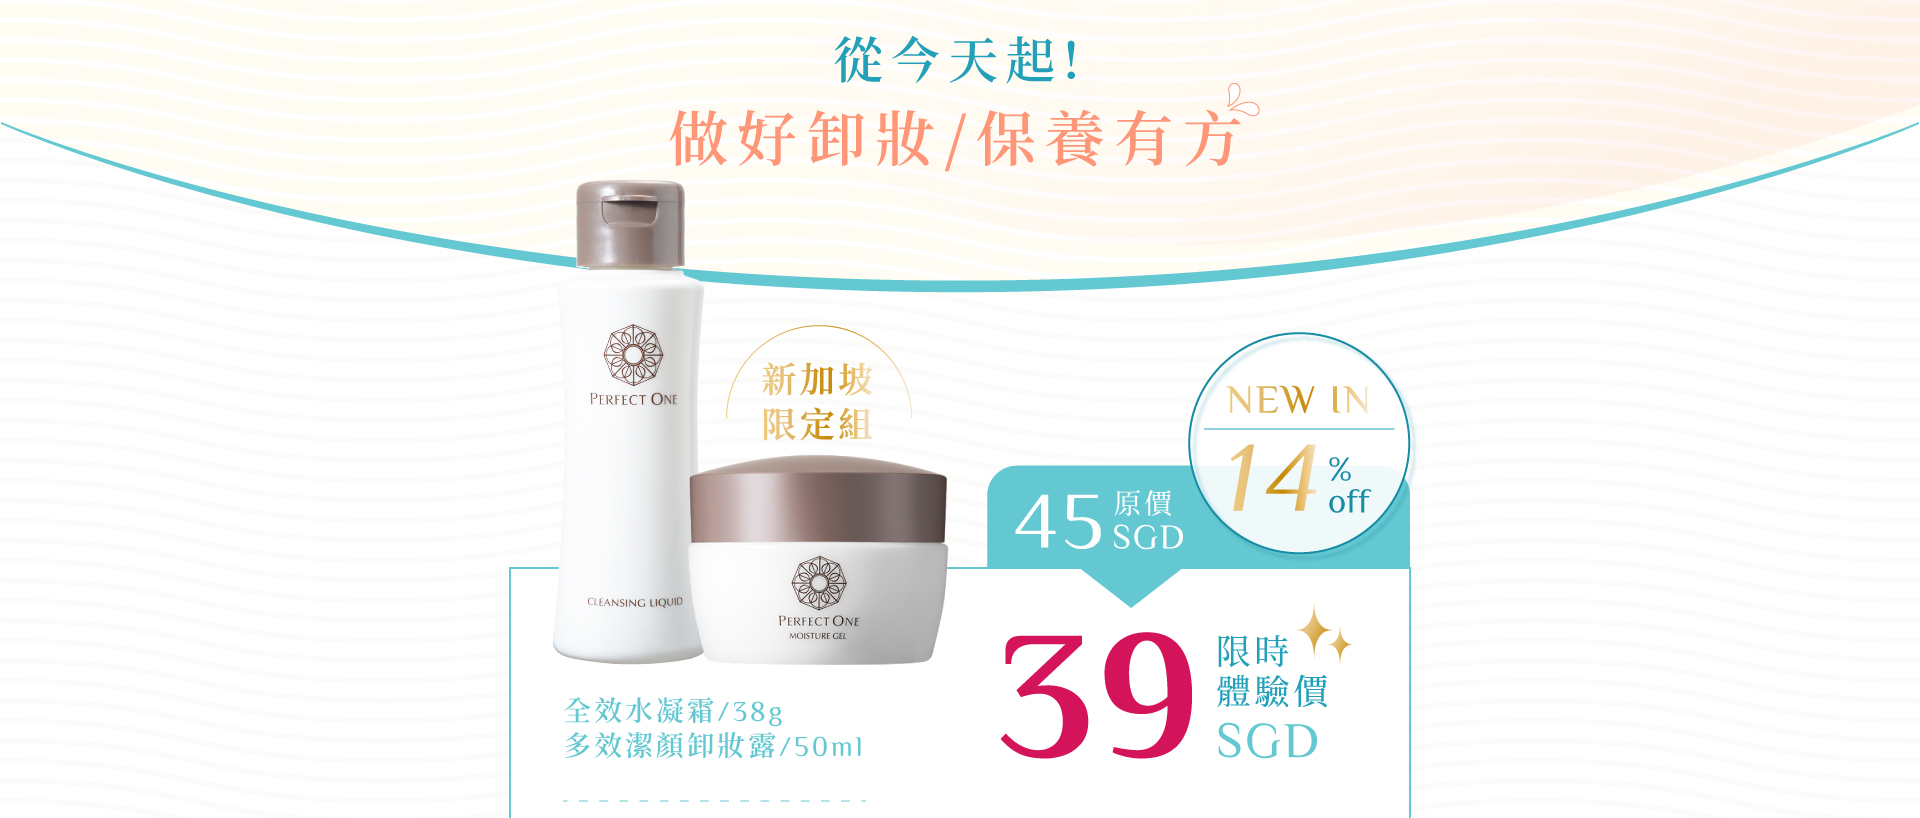 從今天起!
做好卸妝/保養有方
PERFECT ONE
CLEANSING LIQUID
新加坡
限定組
PERFECT ONE
MOISTURE GEL
NEW IN
14% off
45 原價 SGD
39 限時 體驗價 SGD
全效水凝霜/38g
多效潔顏卸妝露/50ml